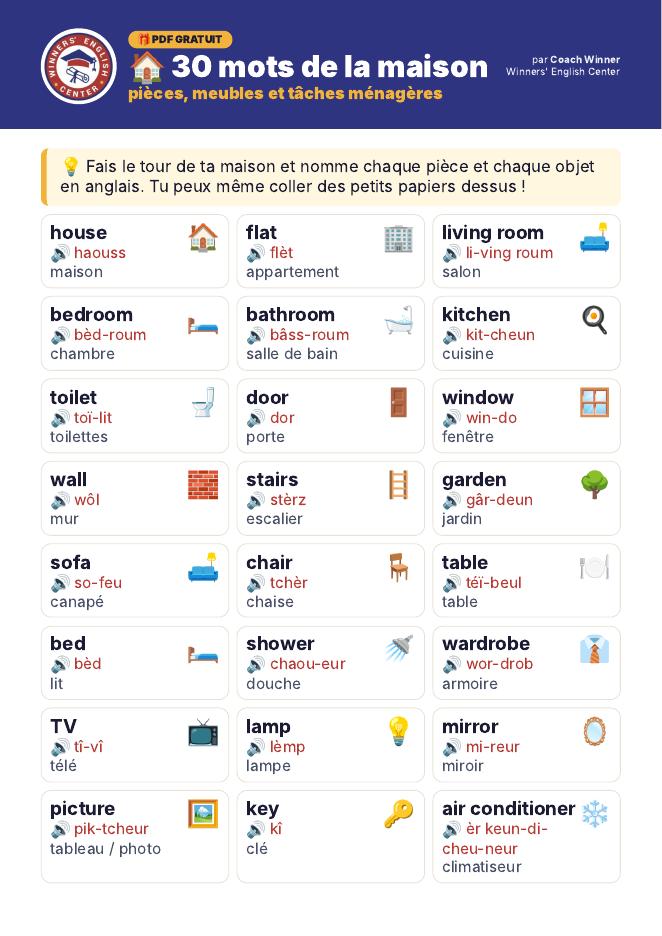 WINNERS' ENGLISH CENTER
PDF GRATUIT
30 mots de la maison
pièces, meubles et tâches ménagères
par Coach Winner
Winners' English Center
Fais le tour de ta maison et nomme chaque pièce et chaque objet
en anglais. Tu peux même coller des petits papiers dessus !
house
haouss
maison
flat
flèt
appartement
living room
li-ving roum
salon
bedroom
bèd-roum
chambre
bathroom
bâss-roum
salle de bain
kitchen
kit-cheun
cuisine
toilet
toï-lit
toilettes
door
dor
porte
window
win-do
fenêtre
wall
wôl
mur
stairs
stèrz
escalier
garden
gâr-deun
jardin
sofa
so-feu
canapé
chair
tchèr
chaise
table
téï-beul
table
bed
bèd
lit
shower
chaou-eur
douche
wardrobe
wor-drob
armoire
TV
tî-vî
télé
lamp
lèmp
lampe
mirror
mi-reur
miroir
picture
pik-tcheur
tableau / photo
key
kî
clé
air conditioner
èr keun-di-
cheu-neur
climatiseur